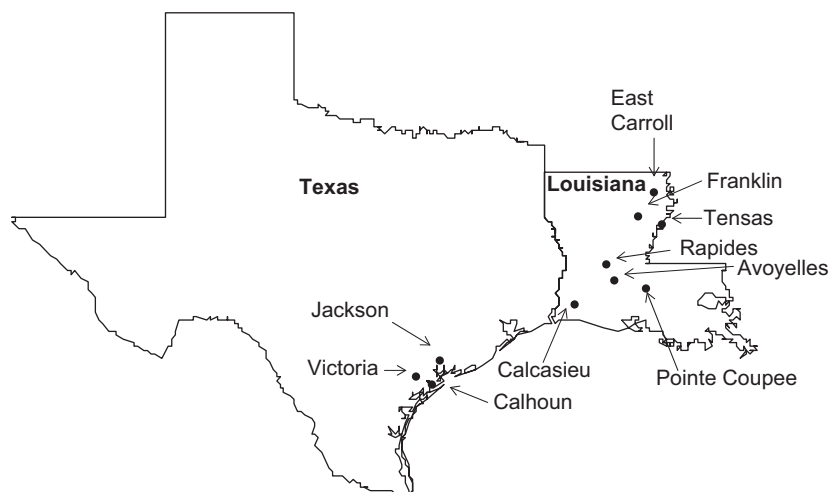 East
Carroll
Texas
Louisiana
Franklin
Tensas
Rapides
Avoyelles
Jackson
Victoria
Calcasieu
Pointe Coupee
Calhoun